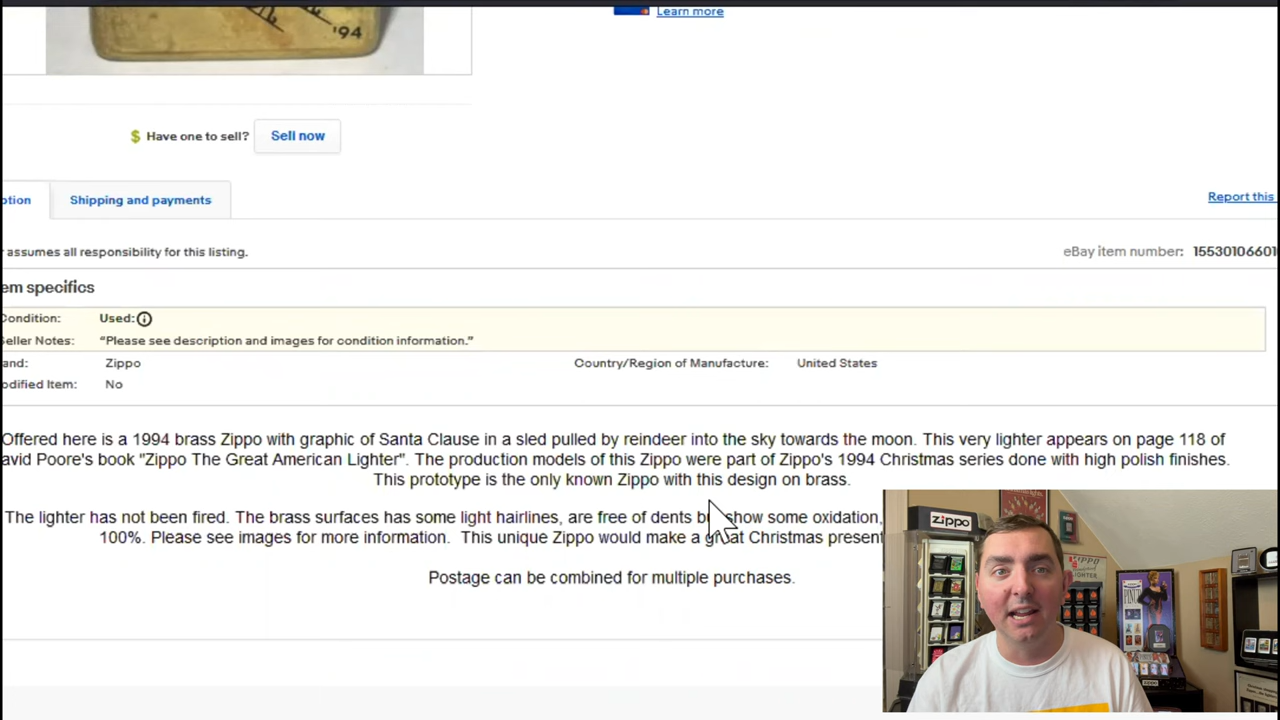 Learn more
'94
$ Have one to sell? Sell now
ption Shipping and payments
Report this
r assumes all responsibility for this listing.
eBay item number: 155301066010
em specifics
Condition: Used:
Seller Notes: “Please see description and images for condition information.”
and: Zippo Country/Region of Manufacture: United States
odified Item: No
Offered here is a 1994 brass Zippo with graphic of Santa Clause in a sled pulled by reindeer into the sky towards the moon. This very lighter appears on page 118 of
avid Poore's book "Zippo The Great American Lighter". The production models of this Zippo were part of Zippo's 1994 Christmas series done with high polish finishes.
This prototype is the only known Zippo with this design on brass.
The lighter has not been fired. The brass surfaces has some light hairlines, are free of dents show some oxidation,
100%. Please see images for more information. This unique Zippo would make a great Christmas present
Postage can be combined for multiple purchases.
zippo
ZIPPO
LIGHTER